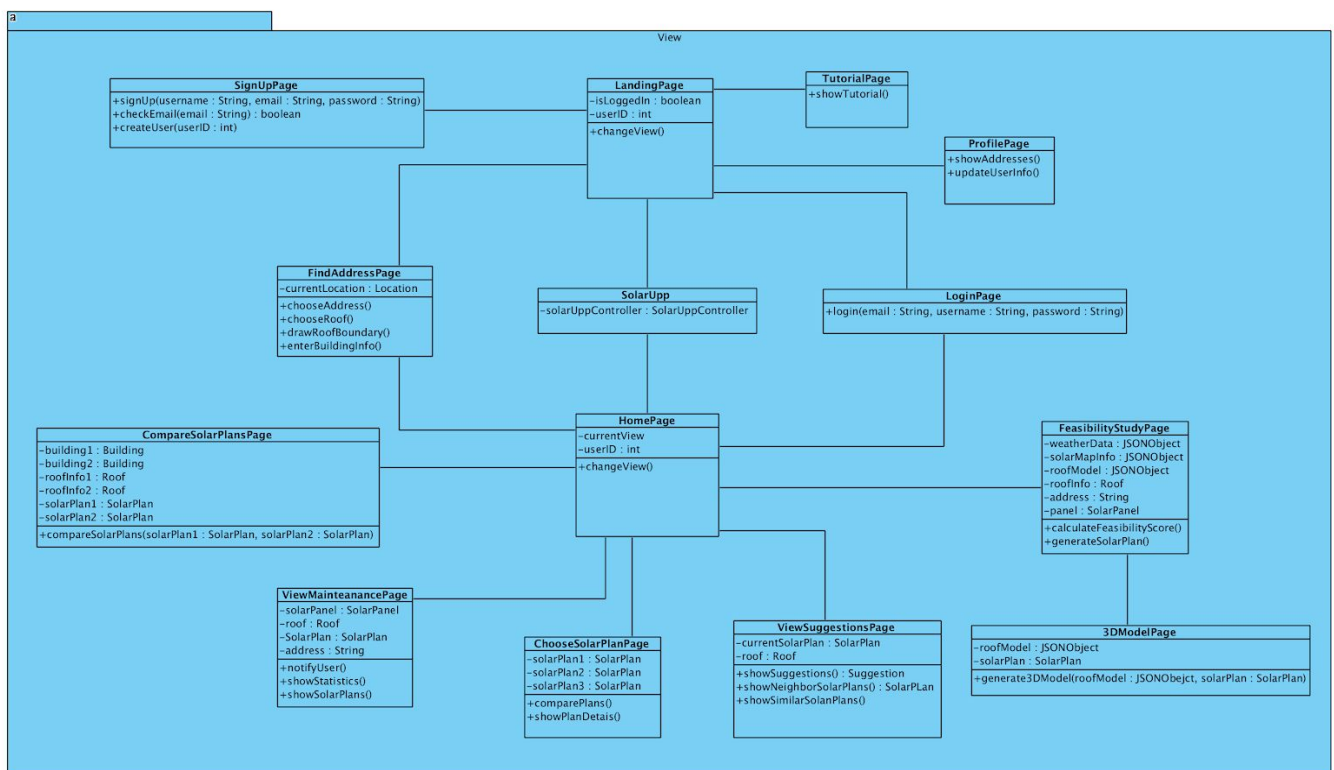 a
View
SignUpPage
+signUp(username : String, email : String, password : String)
+checkEmail(email : String) : boolean
+createUser(userID : int)
LandingPage
-isLoggedIn : boolean
-userID : int
+changeView()
TutorialPage
+showTutorial()
ProfilePage
+showAddresses()
+updateUserInfo()
FindAddressPage
-currentLocation : Location
+chooseAddress()
+chooseRoof()
+drawRoofBoundary()
+enterBuildingInfo()
SolarUpp
-solarUppController : SolarUppController
LoginPage
+login(email : String, username : String, password : String)
CompareSolarPlansPage
-building1 : Building
-building2 : Building
-roofInfo1 : Roof
-roofInfo2 : Roof
-solarPlan1 : SolarPlan
-solarPlan2 : SolarPlan
+compareSolarPlans(solarPlan1 : SolarPlan, solarPlan2 : SolarPlan)
HomePage
-currentView
-userID : int
+changeView()
FeasibilityStudyPage
-weatherData : JSONObject
-solarMapInfo : JSONObject
-roofModel : JSONObject
-roofInfo : Roof
-address : String
-panel : SolarPanel
+calculateFeasibilityScore()
+generateSolarPlan()
ViewMainteanancePage
-solarPanel : SolarPanel
-roof : Roof
-SolarPlan : SolarPlan
-address : String
+notifyUser()
+showStatistics()
+showSolarPlans()
ChooseSolarPlanPage
-solarPlan1 : SolarPlan
-solarPlan2 : SolarPlan
-solarPlan3 : SolarPlan
+comparePlans()
+showPlanDetais()
ViewSuggestionsPage
-currentSolarPlan : SolarPlan
-roof : Roof
+showSuggestions() : Suggestion
+showNeighborSolarPlans() : SolarPLan
+showSimilarSolanPlans()
3DModelPage
-roofModel : JSONObject
-solarPlan : SolarPlan
+generate3DModel(roofModel : JSONObejct, solarPlan : SolarPlan)